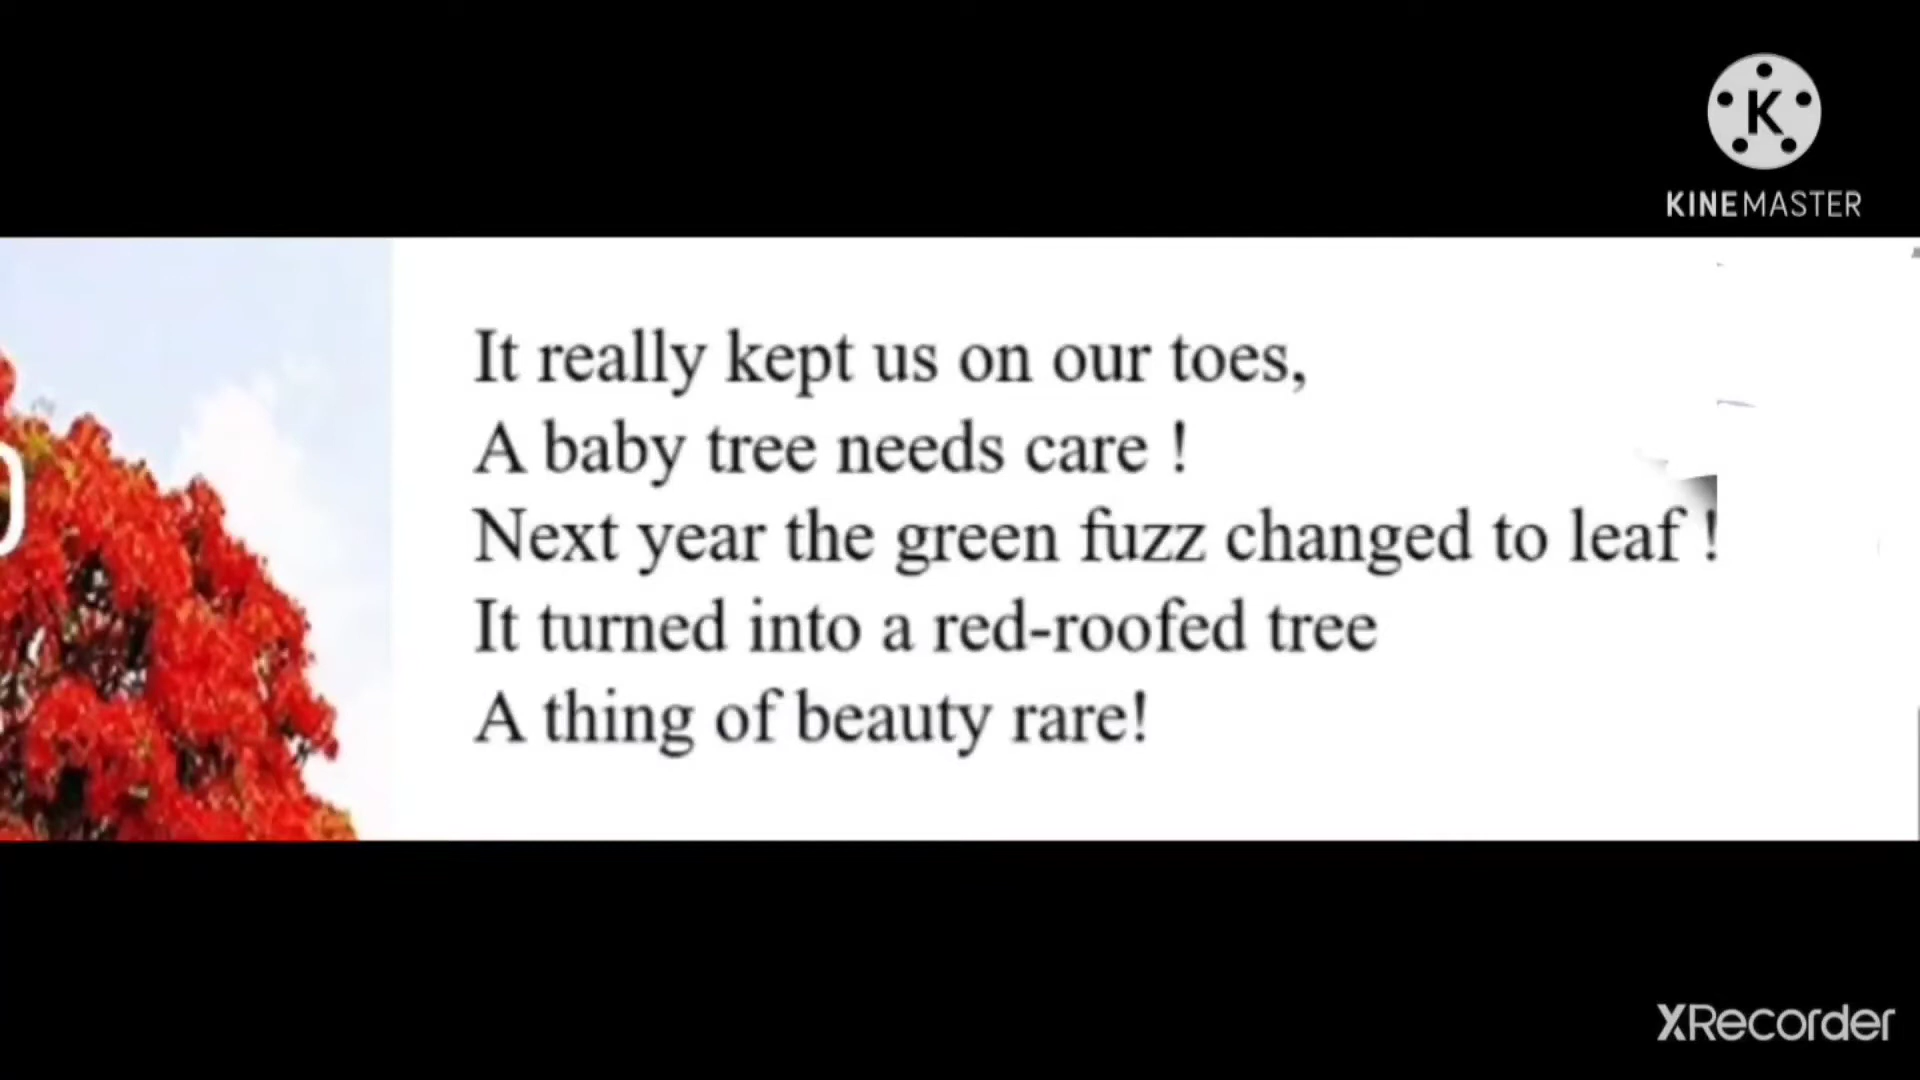 K
KINEMASTER
It really kept us on our toes,
A baby tree needs care !
Next year the green fuzz changed to leaf !
It turned into a red-roofed tree
A thing of beauty rare!
XRecorder